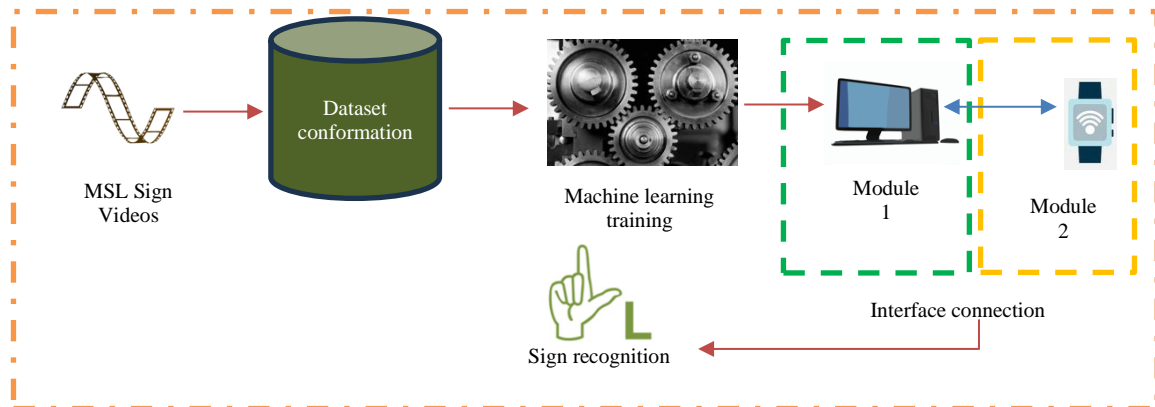 Dataset
conformation
MSL Sign
Videos
Machine learning
training
Module
1
Module
2
L
Sign recognition
Interface connection